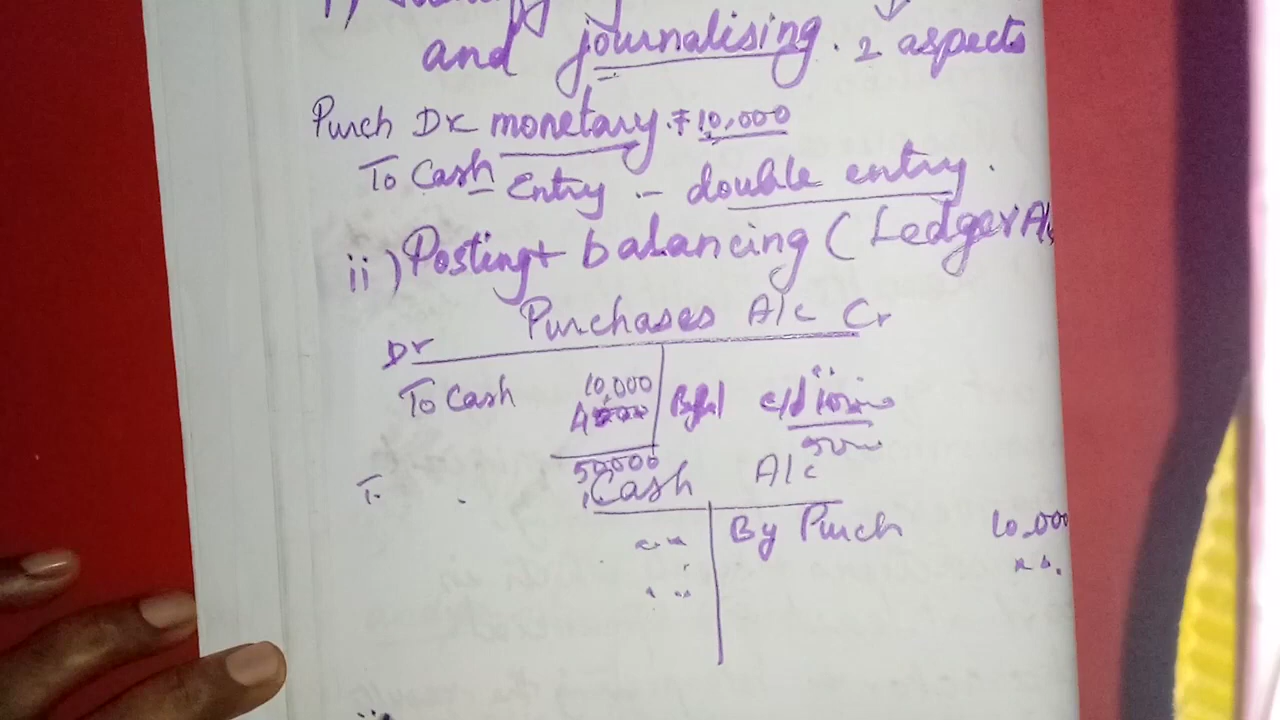 and journalising. 2 aspects
Purch Dr monetary. ₹10,000
To Cash Entry - double entry.
ii) Posting + balancing (Ledger A/c
Purchases A/c Cr
Dr
To Cash 10,000 c/d
50,000
Cash A/c
By Purch 10,000